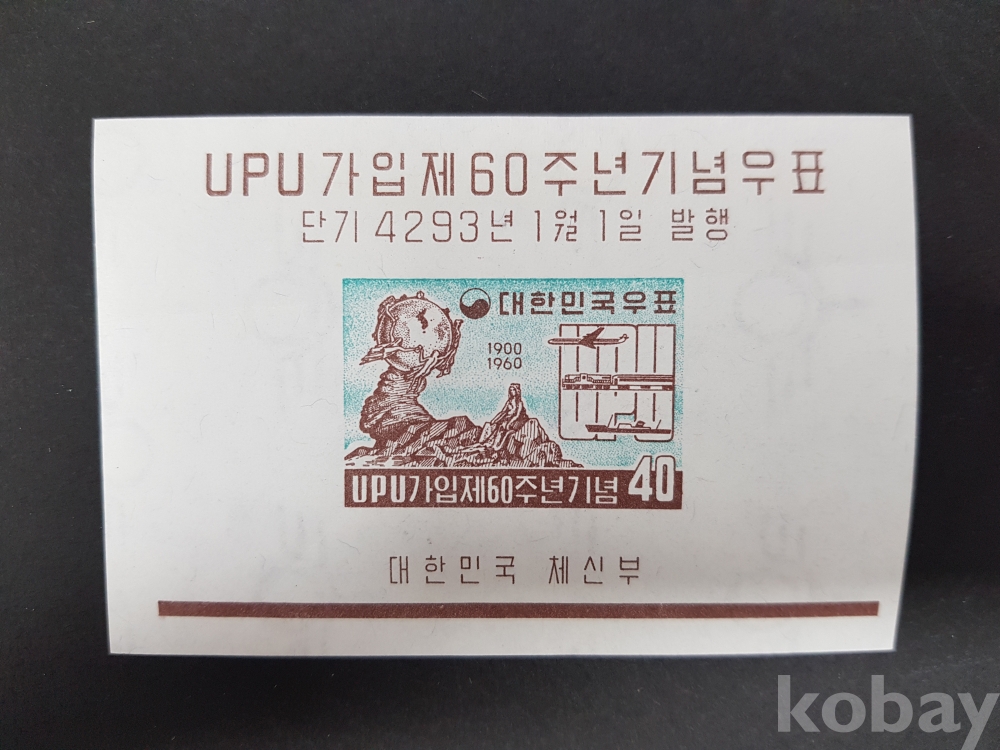 UPU 가입제60주년기념우표
단기 4293년 1월 1일 발행
대한민국우표
1900
1960
UPU가입제60주년기념 40
대한민국 체신부
kobay